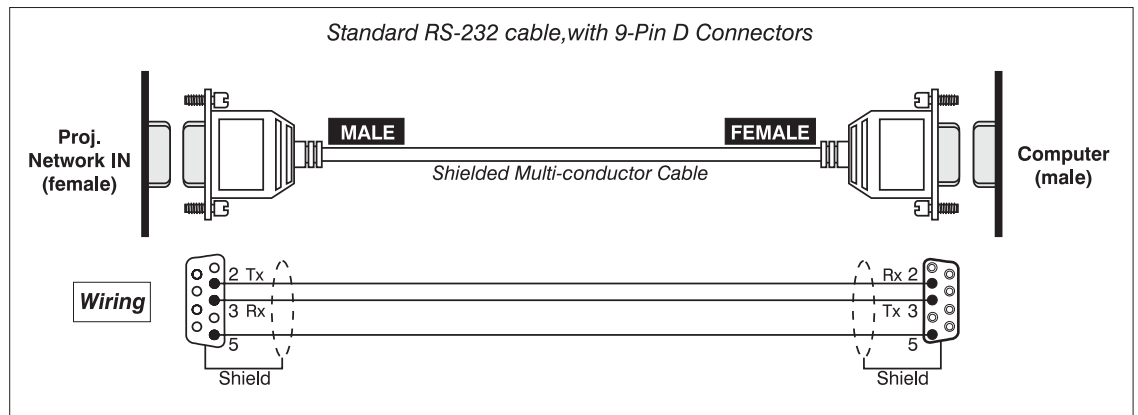 Standard RS-232 cable,with 9-Pin D Connectors
Proj.
Network IN
(female)
MALE
FEMALE
Shielded Multi-conductor Cable
Computer
(male)
Wiring
2 Tx
3 Rx
5
Shield
Rx 2
Tx 3
5
Shield